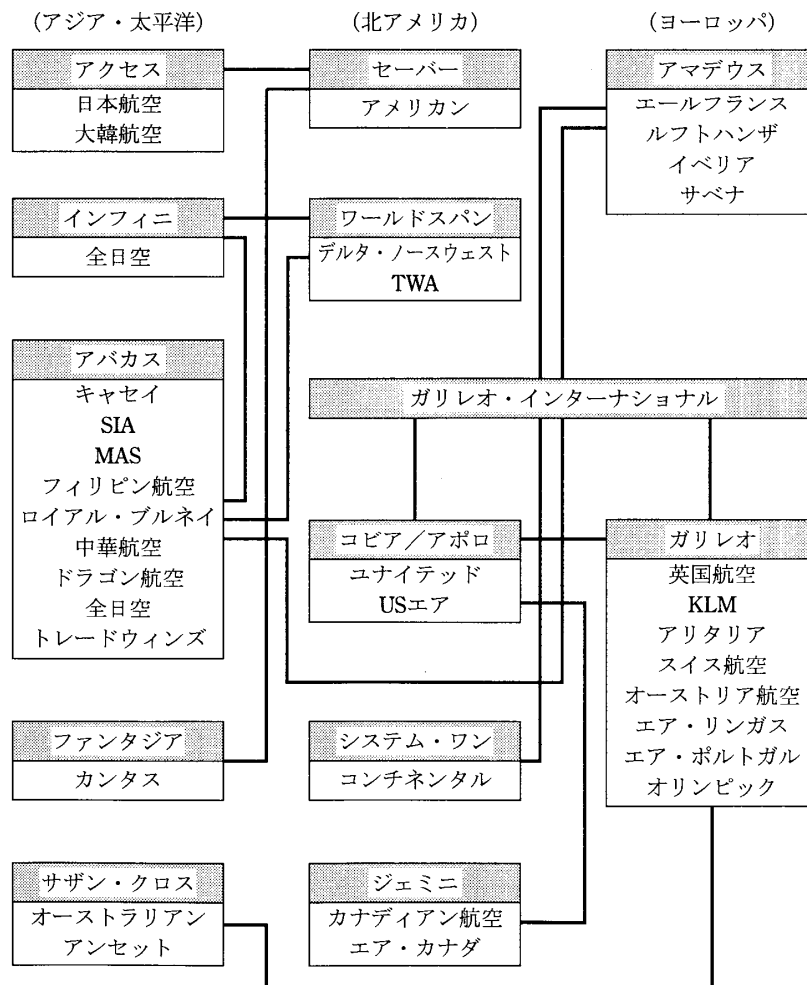 (アジア・太平洋)
(北アメリカ)
(ヨーロッパ)
アクセス
日本航空
大韓航空
セーバー
アメリカン
アマデウス
エールフランス
ルフトハンザ
イベリア
サベナ
インフィニ
全日空
ワールドスパン
デルタ・ノースウェスト
TWA
アバカス
キャセイ
SIA
MAS
フィリピン航空
ロイアル・ブルネイ
中華航空
ドラゴン航空
全日空
トレードウィンズ
ガリレオ・インターナショナル
コビア／アポロ
ユナイテッド
USエア
ガリレオ
英国航空
KLM
アリタリア
スイス航空
オーストリア航空
エア・リンガス
エア・ポルトガル
オリンピック
ファンタジア
カンタス
システム・ワン
コンチネンタル
サザン・クロス
オーストラリアン
アンセット
ジェミニ
カナディアン航空
エア・カナダ